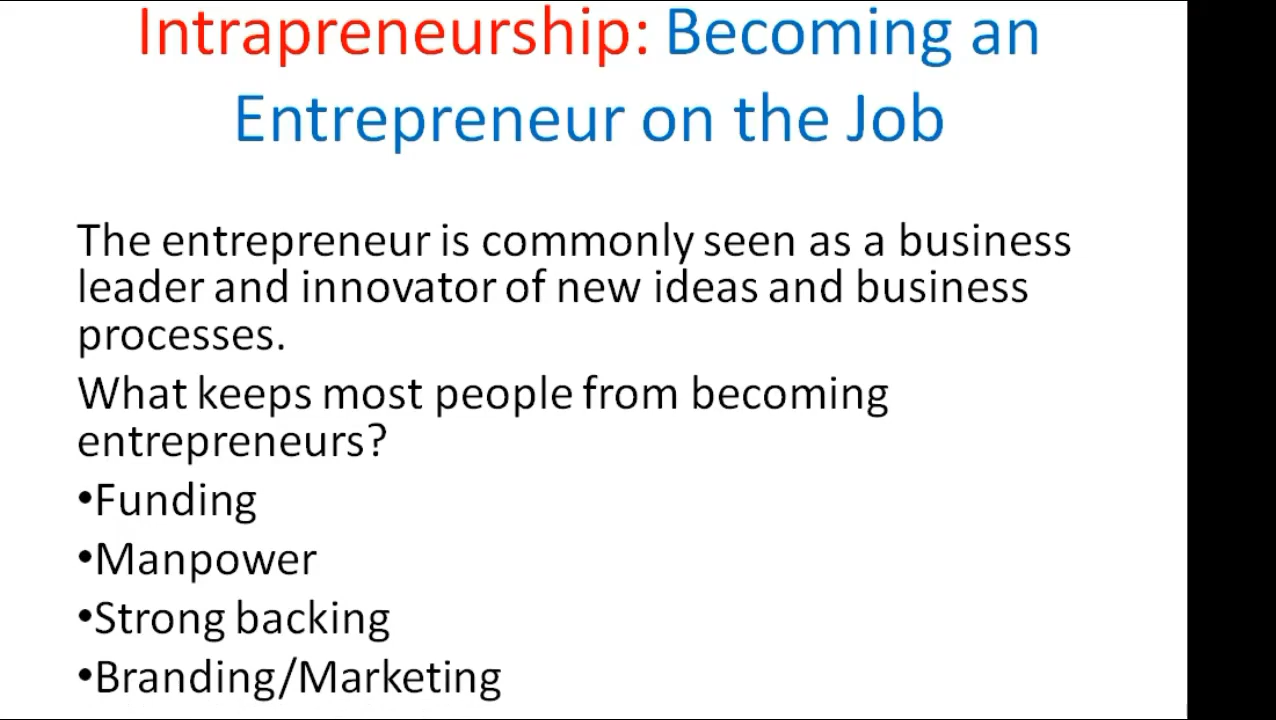 Intrapreneurship: Becoming an
Entrepreneur on the Job
The entrepreneur is commonly seen as a business
leader and innovator of new ideas and business
processes.
What keeps most people from becoming
entrepreneurs?
•Funding
•Manpower
•Strong backing
•Branding/Marketing